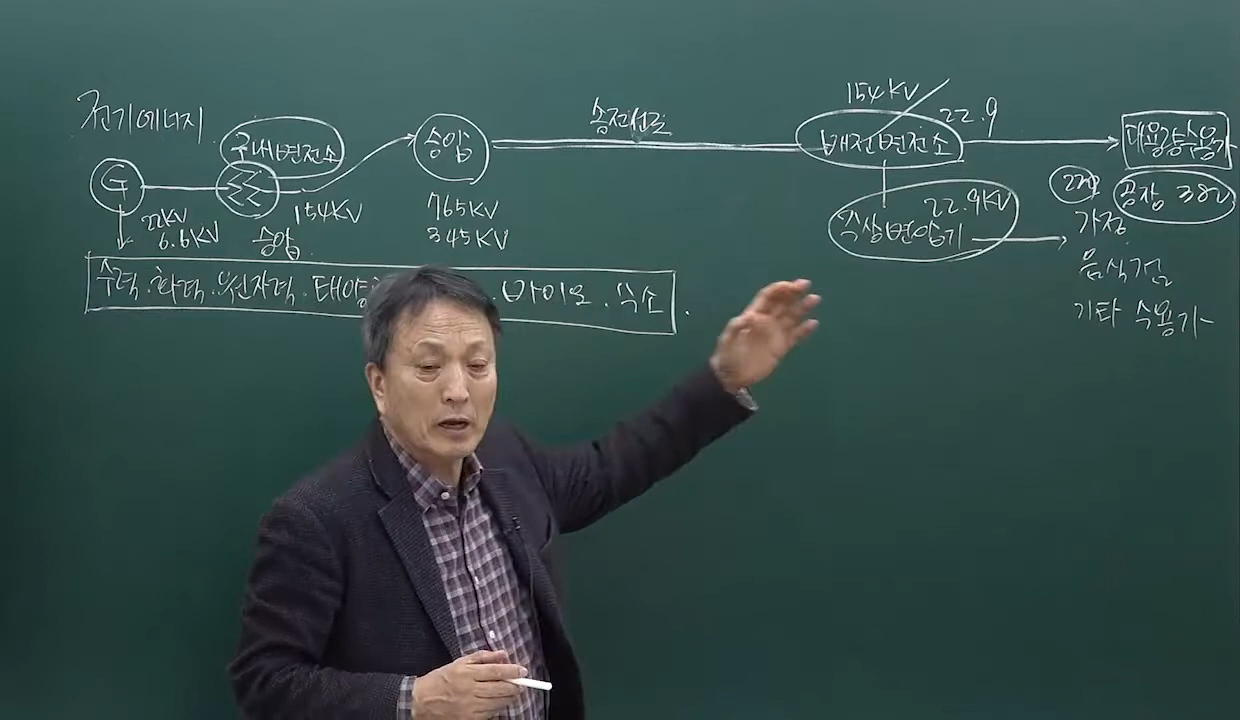 전기에너지
구내변전소
G
22KV
6.6KV
154KV
승압
승압
765KV
345KV
송전선로
154KV
배전변전소
22.9
대용량수용가
공장 380
22.9KV
주상변압기
220
가정
음식점
기타 수용가
수력.화력.원자력.태양
.바이오.수소.